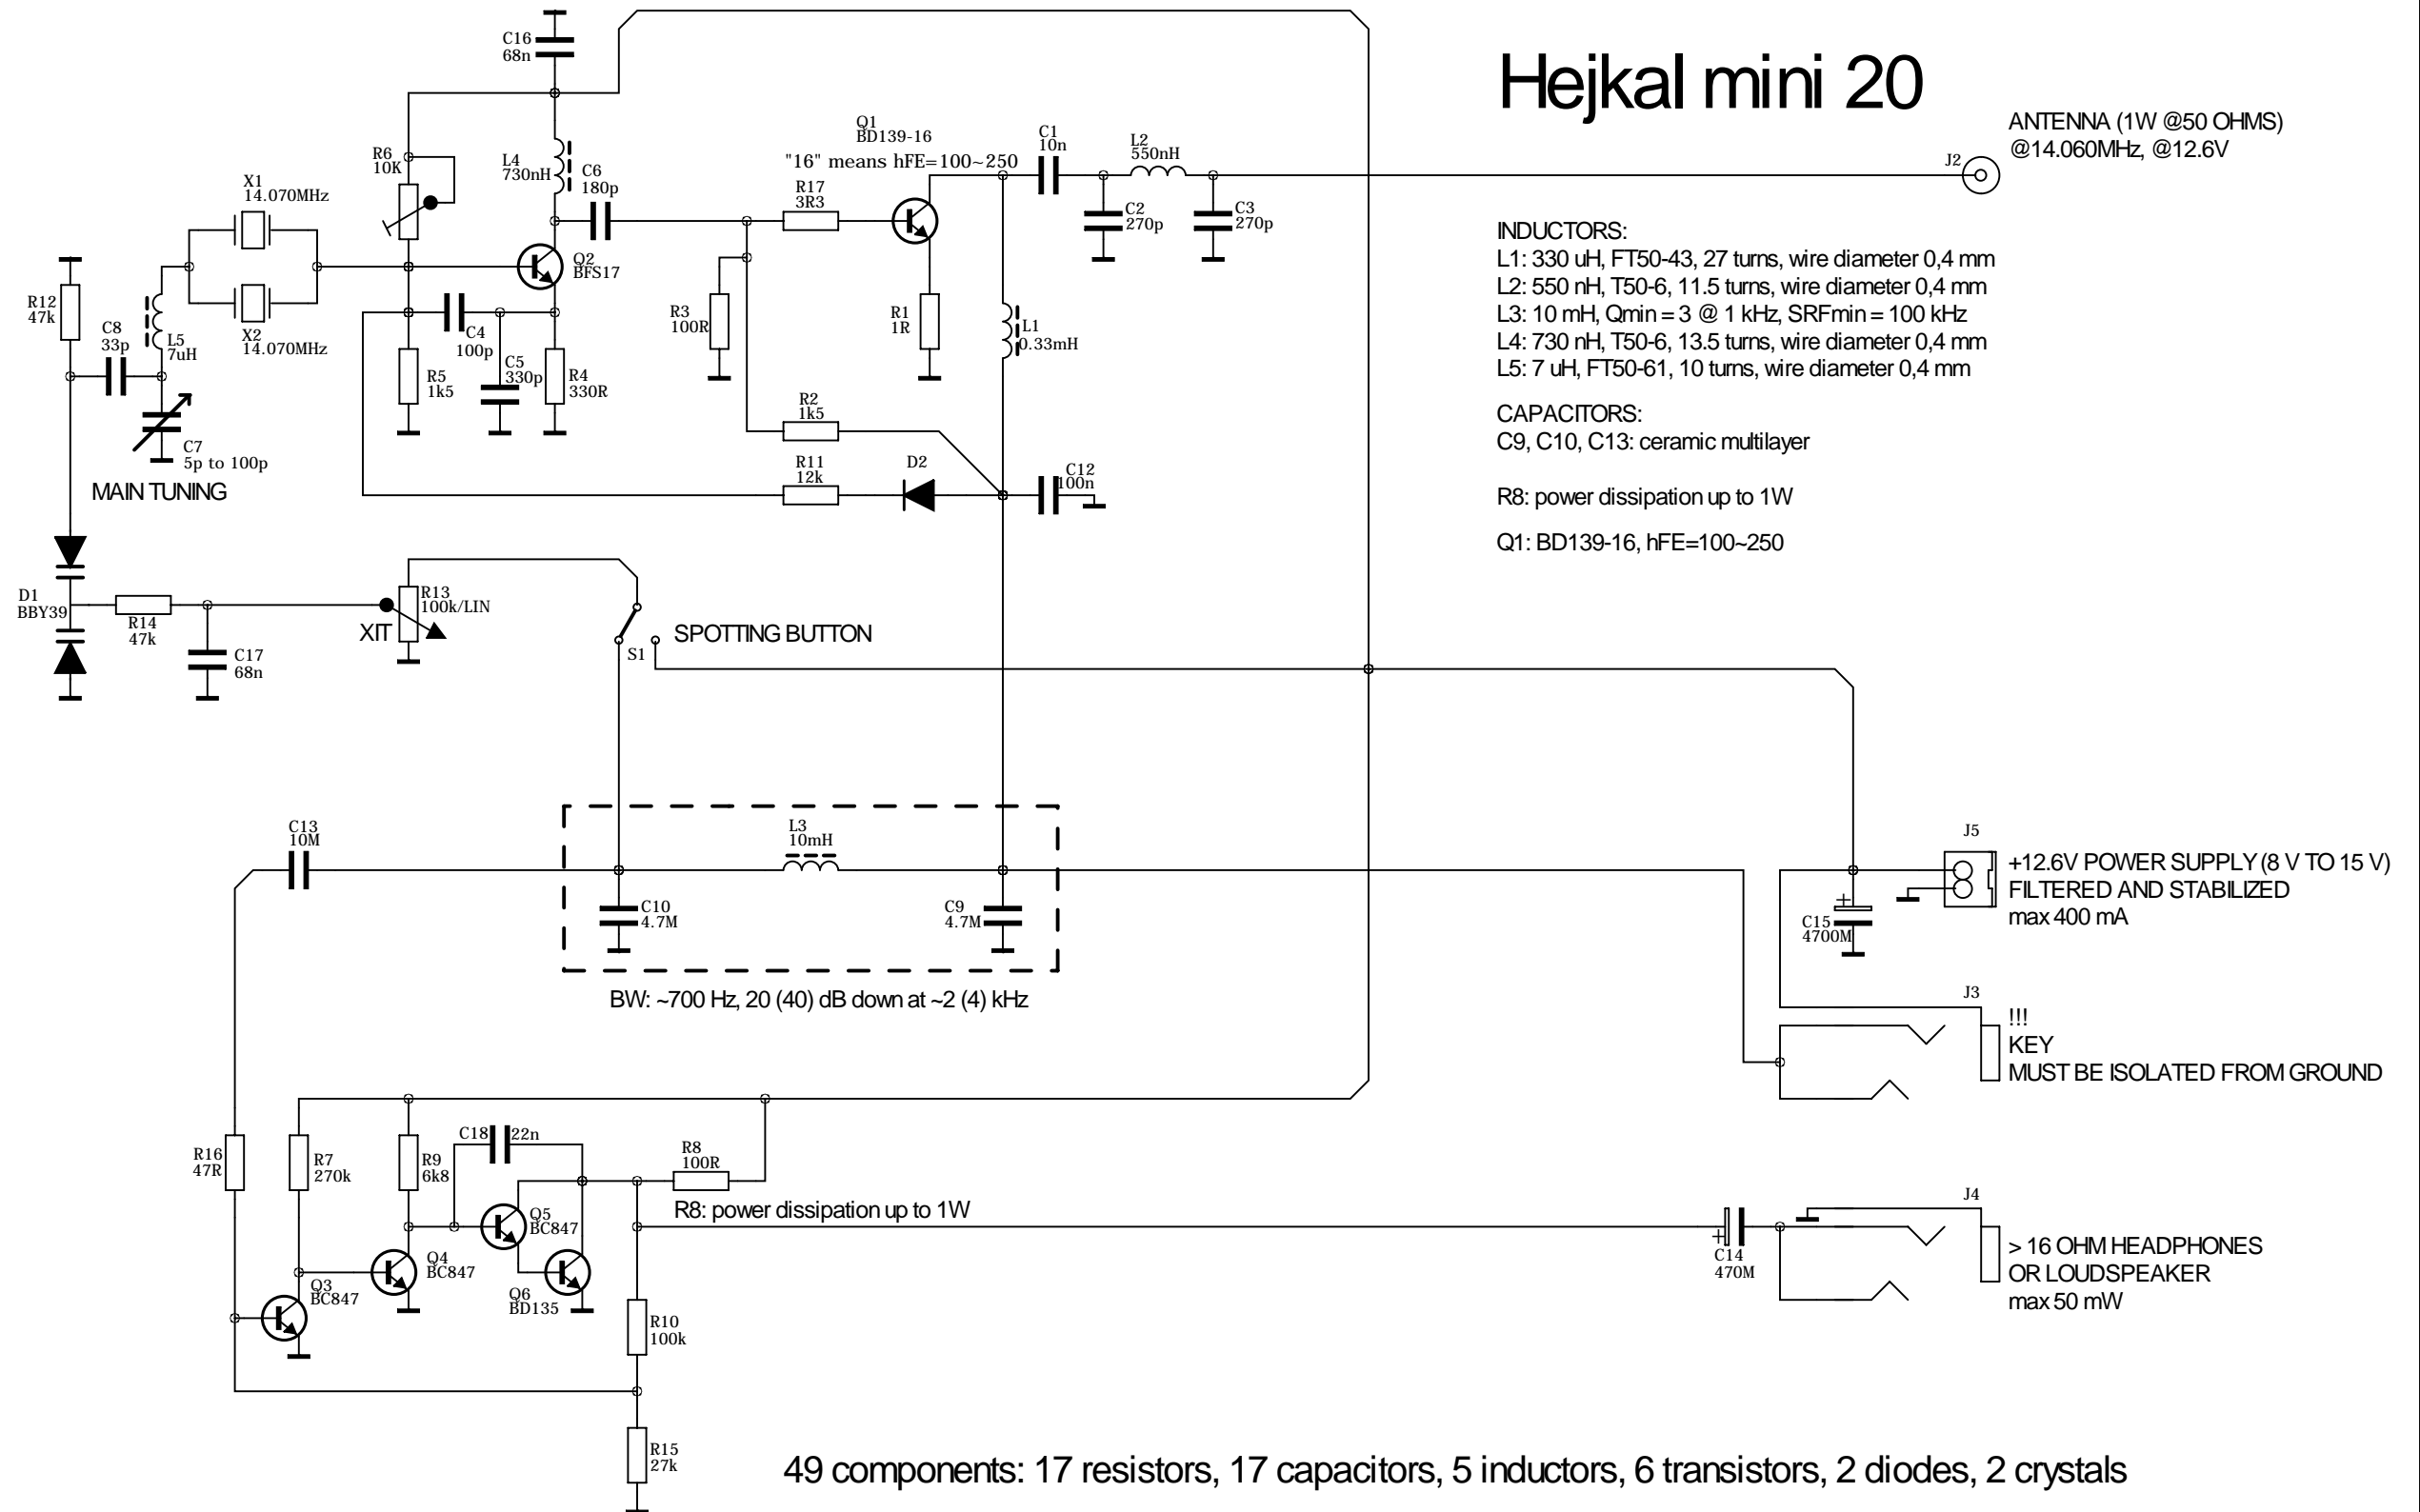 Hejkal mini 20
C16
68n
ANTENNA (1W @50 OHMS)
@14.060MHz, @12.6V
J2
Q1
BD139-16
"16" means hFE=100~250
C1
10n
L2
550nH
R6
10K
L4
730nH
C6
180p
R17
3R3
X1
14.070MHz
C2
270p
C3
270p
Q2
BFS17
INDUCTORS:
L1: 330 uH, FT50-43, 27 turns, wire diameter 0,4 mm
L2: 550 nH, T50-6, 11.5 turns, wire diameter 0,4 mm
L3: 10 mH, Qmin = 3 @ 1 kHz, SRFmin = 100 kHz
L4: 730 nH, T50-6, 13.5 turns, wire diameter 0,4 mm
L5: 7 uH, FT50-61, 10 turns, wire diameter 0,4 mm
R12
47k
C8
33p
L5
7uH
X2
14.070MHz
C4
100p
R3
100R
R1
1R
L1
0.33mH
R5
1k5
C5
330p
R4
330R
CAPACITORS:
C9, C10, C13: ceramic multilayer
R2
1k5
C7
5p to 100p
MAIN TUNING
R11
12k
D2
C12
100n
R8: power dissipation up to 1W
Q1: BD139-16, hFE=100~250
D1
BBY39
R14
47k
R13
100k/LIN
XIT
C17
68n
S1
SPOTTING BUTTON
C13
10M
L3
10mH
C10
4.7M
C9
4.7M
BW: ~700 Hz, 20 (40) dB down at ~2 (4) kHz
J5
+12.6V POWER SUPPLY (8 V TO 15 V)
FILTERED AND STABILIZED
max 400 mA
+
C15
4700M
J3
!!!
KEY
MUST BE ISOLATED FROM GROUND
R16
47R
R7
270k
R9
6k8
C18
22n
R8
100R
R8: power dissipation up to 1W
Q5
BC847
Q4
BC847
Q3
BC847
Q6
BD135
J4
+
C14
470M
> 16 OHM HEADPHONES
OR LOUDSPEAKER
max 50 mW
R10
100k
R15
27k
49 components: 17 resistors, 17 capacitors, 5 inductors, 6 transistors, 2 diodes, 2 crystals